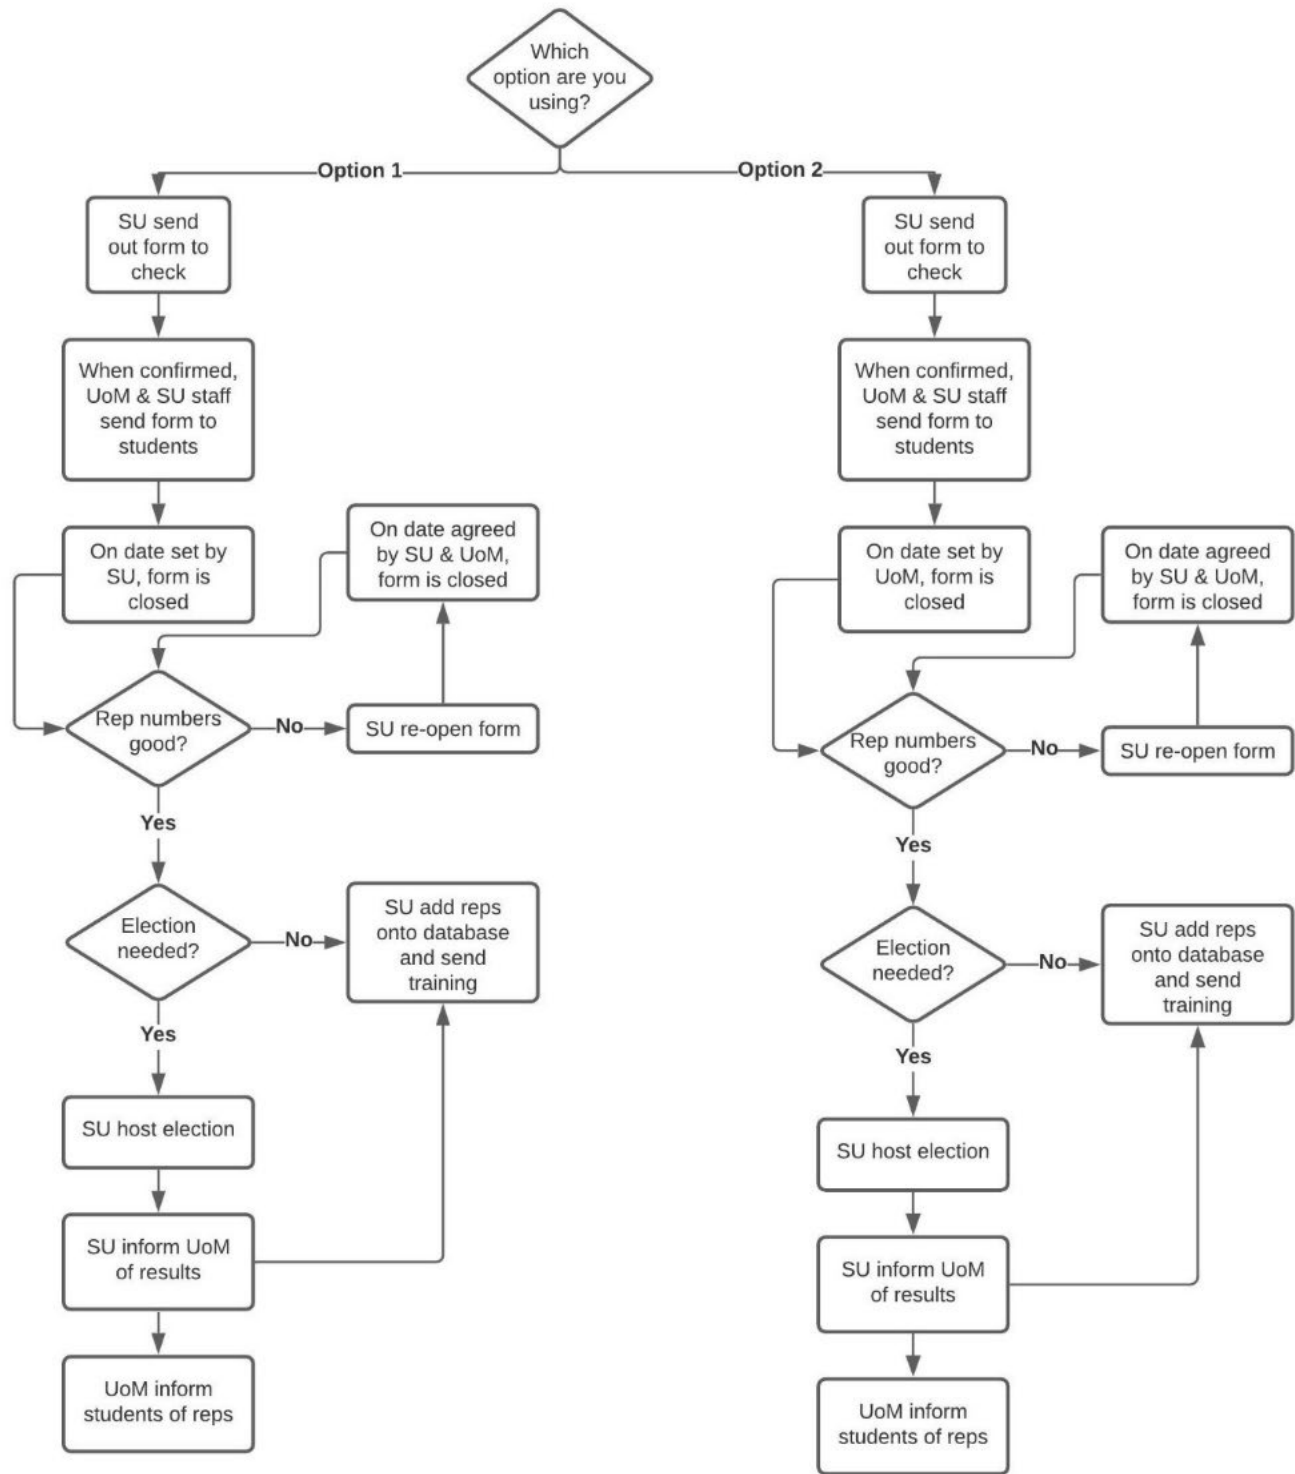 Which
option are you
using?
Option 1
Option 2
SU send
out form to
check
When confirmed,
UoM & SU staff
send form to
students
On date set by
SU, form is
closed
On date agreed
by SU & UoM,
form is closed
Rep numbers
good?
No
SU re-open form
Yes
Election
needed?
No
SU add reps
onto database
and send
training
Yes
SU host election
SU inform UoM
of results
UoM inform
students of reps
SU send
out form to
check
When confirmed,
UoM & SU staff
send form to
students
On date set by
UoM, form is
closed
On date agreed
by SU & UoM,
form is closed
Rep numbers
good?
No
SU re-open form
Yes
Election
needed?
No
SU add reps
onto database
and send
training
Yes
SU host election
SU inform UoM
of results
UoM inform
students of reps